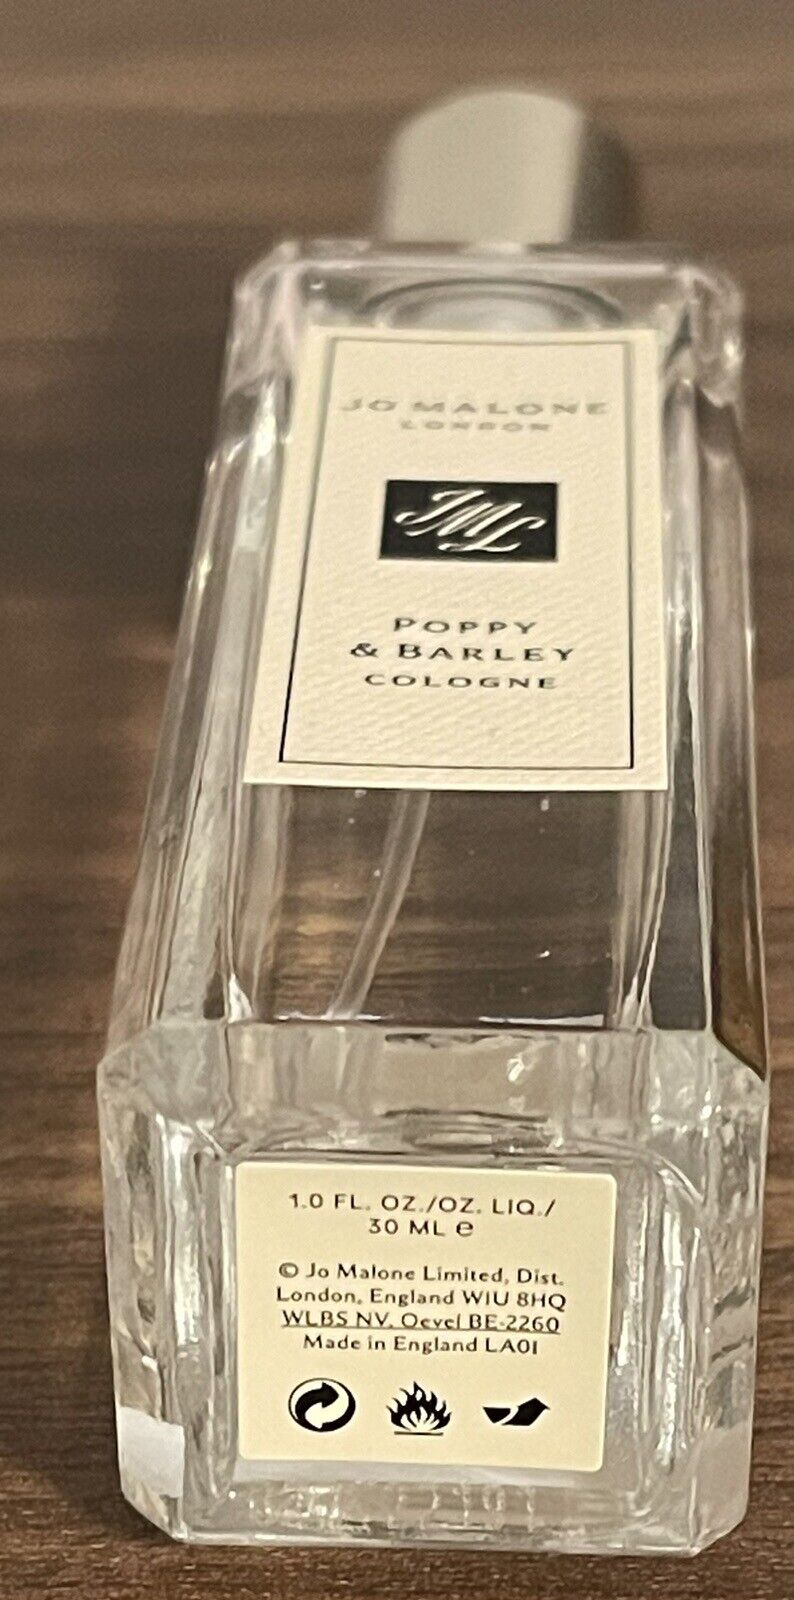 JO MALONE
LONDON
JML
POPPY
& BARLEY
COLOGNE
1.0 FL. OZ./OZ. LIQ./
30 ML ℮
© Jo Malone Limited, Dist.
London, England W1U 8HQ
WLBS NV. Oevel BE-2260
Made in England LA01